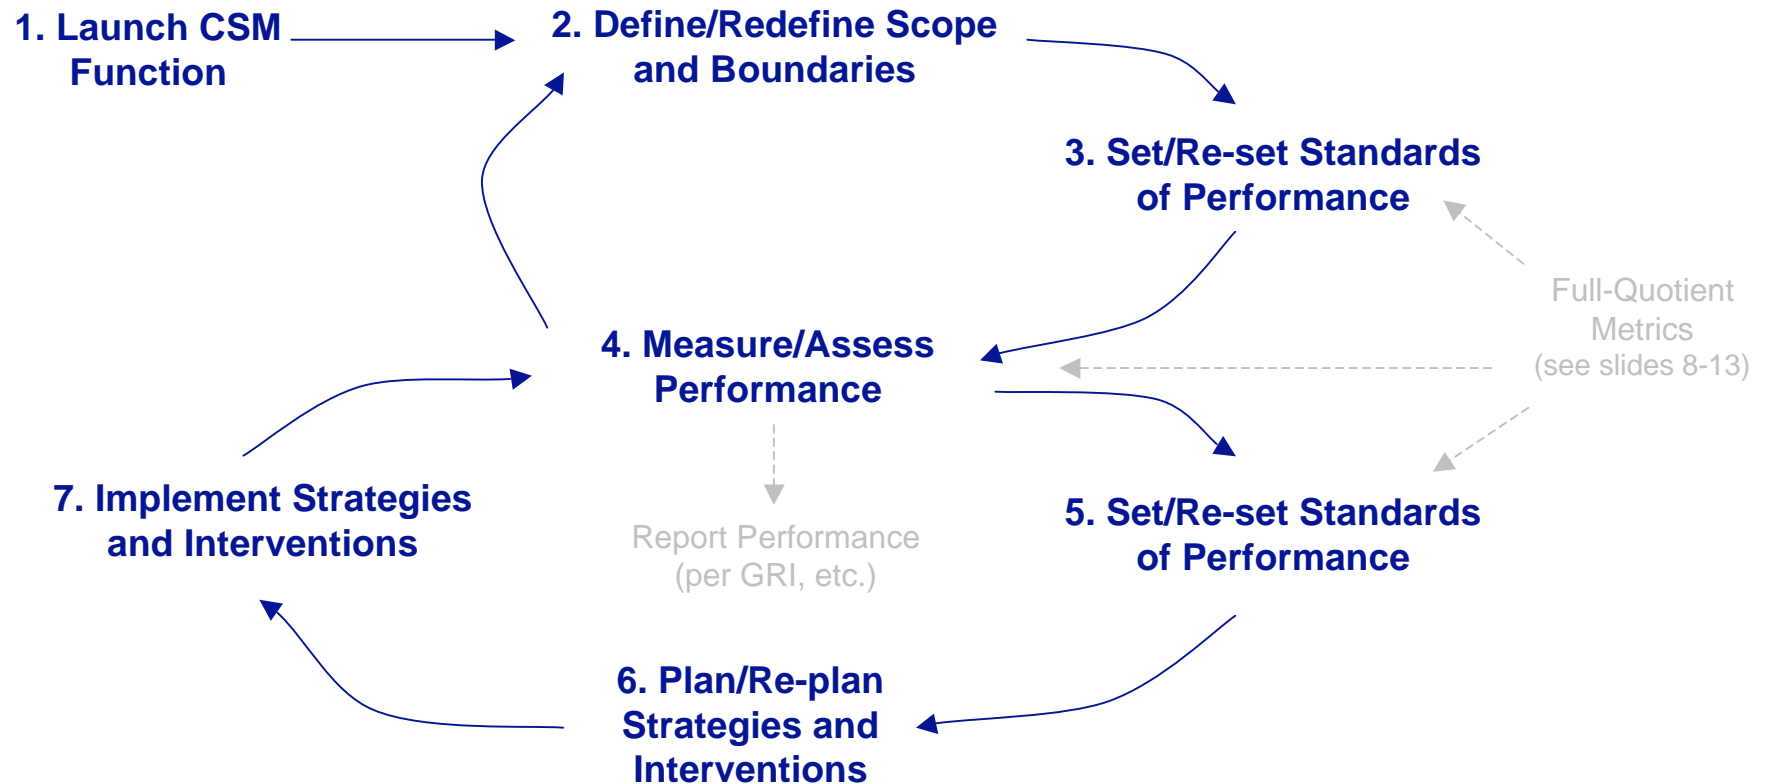 1. Launch CSM
Function
2. Define/Redefine Scope
and Boundaries
3. Set/Re-set Standards
of Performance
Full-Quotient
Metrics
(see slides 8-13)
4. Measure/Assess
Performance
Report Performance
(per GRI, etc.)
5. Set/Re-set Standards
of Performance
6. Plan/Re-plan
Strategies and
Interventions
7. Implement Strategies
and Interventions